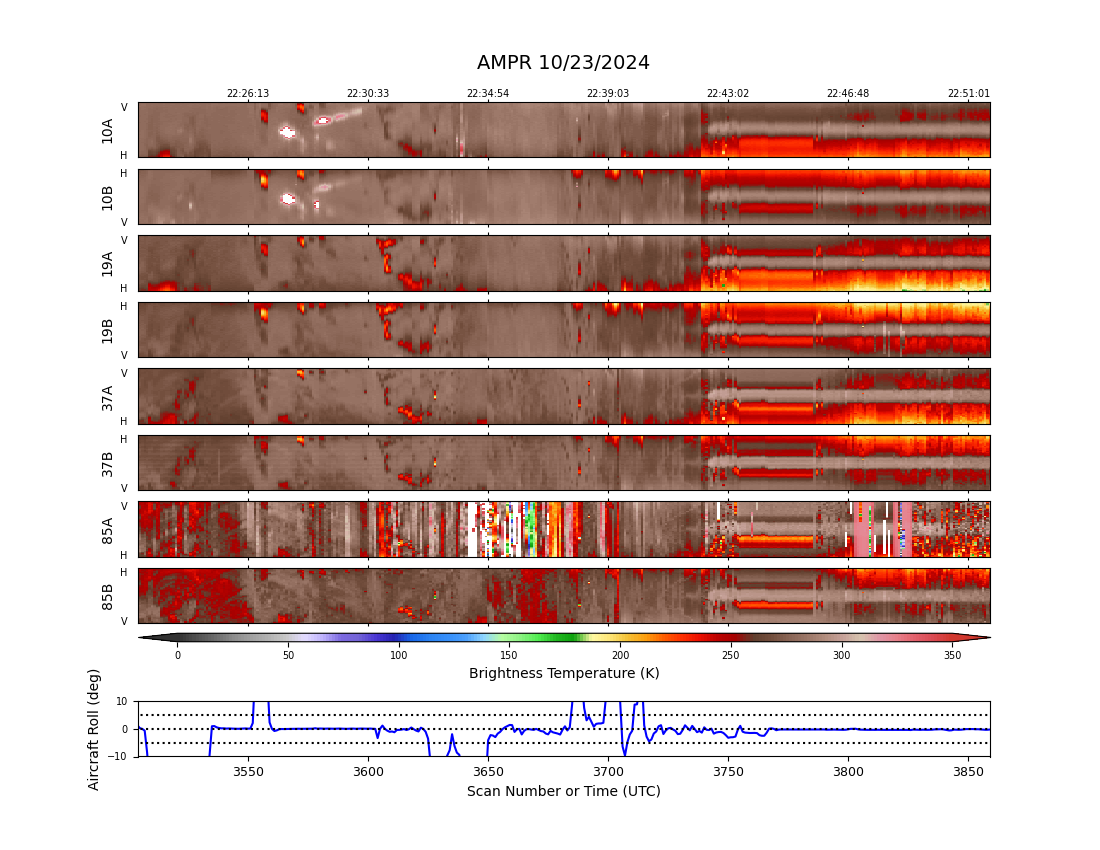 AMPR 10/23/2024
22:26:13 22:30:33 22:34:54 22:39:03 22:43:02 22:46:48 22:51:01
V
10A
H
H
10B
V
V
19A
H
H
19B
V
V
37A
H
H
37B
V
V
85A
H
H
85B
V
0 50 100 150 200 250 300 350
Brightness Temperature (K)
Aircraft Roll (deg)
10
0
−10
3550 3600 3650 3700 3750 3800 3850
Scan Number or Time (UTC)